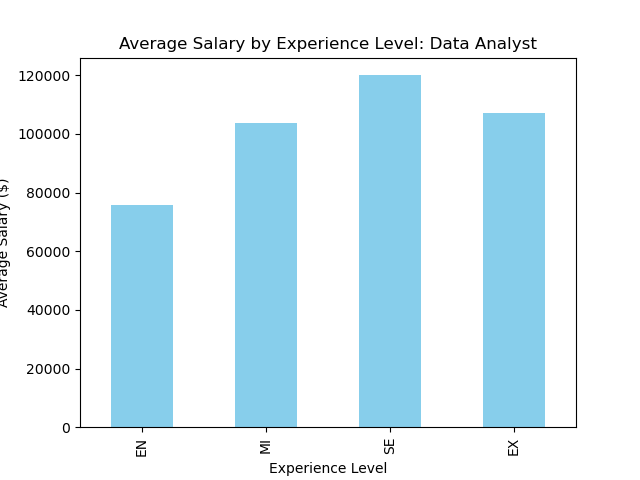 Average Salary by Experience Level: Data Analyst
120000
100000
80000
60000
40000
20000
0
Average Salary ($)
EN
MI
SE
EX
Experience Level